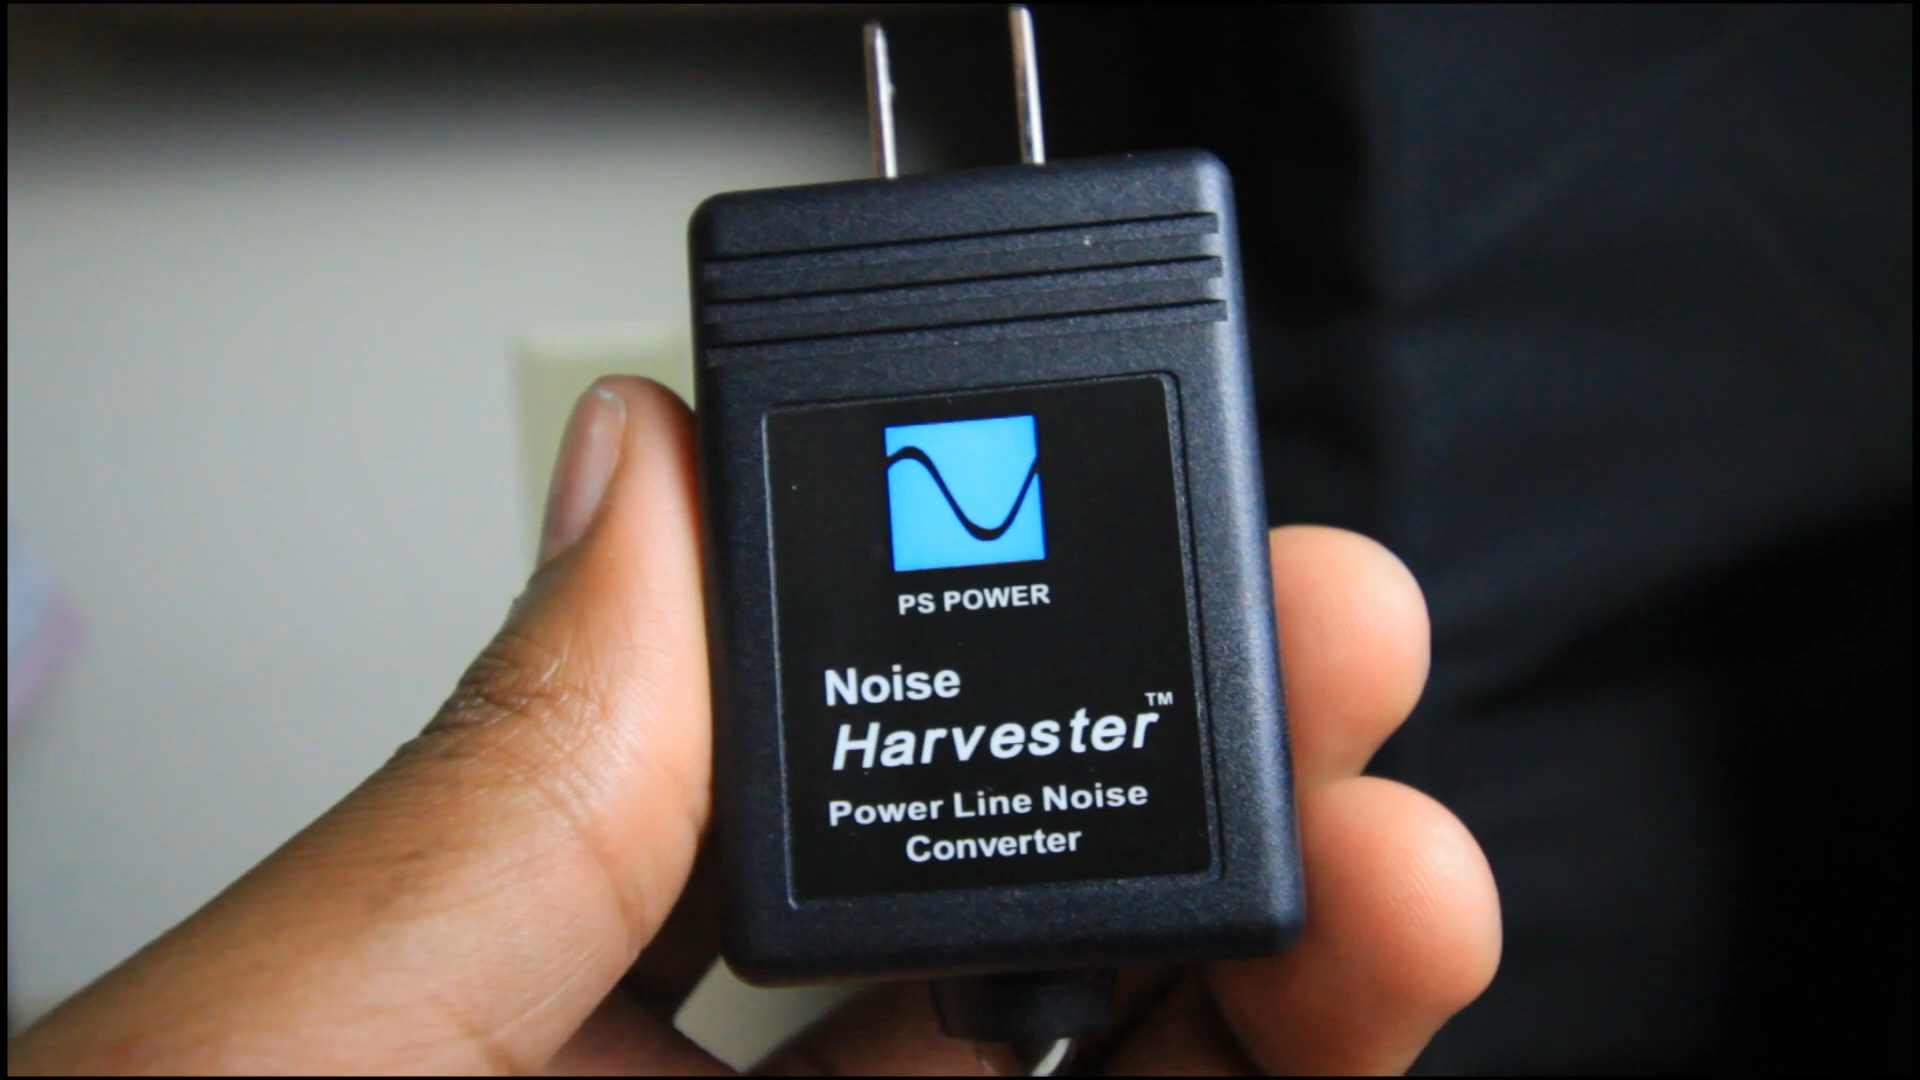 PS POWER
Noise
Harvester™
Power Line Noise
Converter